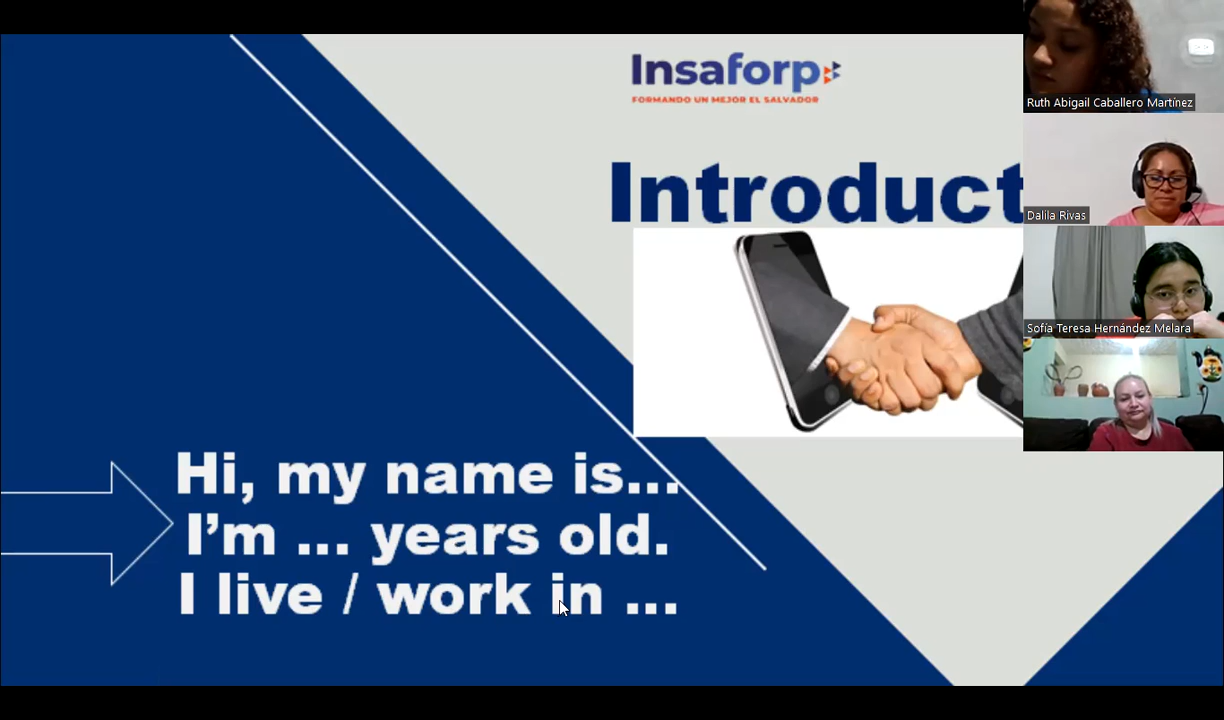 Insaforp
FORMANDO UN MEJOR EL SALVADOR
Introduct
Hi, my name is...
I'm ... years old.
I live / work in ...
Ruth Abigail Caballero Martínez
Dalila Rivas
Sofía Teresa Hernández Melara